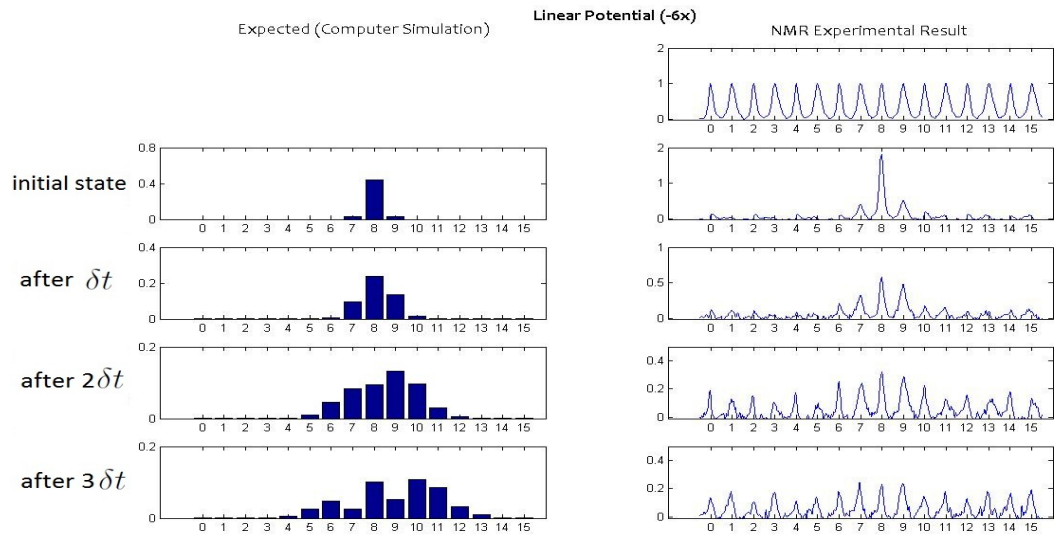 Linear Potential (-6x)
Expected (Computer Simulation)
NMR Experimental Result
2
1
0
0 1 2 3 4 5 6 7 8 9 10 11 12 13 14 15
initial state
0.8
0.4
0
0 1 2 3 4 5 6 7 8 9 10 11 12 13 14 15
2
1
0
0 1 2 3 4 5 6 7 8 9 10 11 12 13 14 15
after δt
0.4
0.2
0
0 1 2 3 4 5 6 7 8 9 10 11 12 13 14 15
1
0.5
0
0 1 2 3 4 5 6 7 8 9 10 11 12 13 14 15
after 2δt
0.2
0.1
0
0 1 2 3 4 5 6 7 8 9 10 11 12 13 14 15
0.4
0.2
0
0 1 2 3 4 5 6 7 8 9 10 11 12 13 14 15
after 3δt
0.2
0.1
0
0 1 2 3 4 5 6 7 8 9 10 11 12 13 14 15
0.4
0.2
0
0 1 2 3 4 5 6 7 8 9 10 11 12 13 14 15